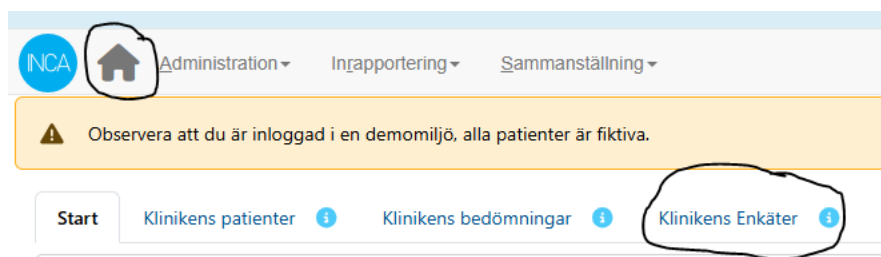 INCA Administration Inrapportering Sammanställning
Observera att du är inloggad i en demomiljö, alla patienter är fiktiva.
Start Klinikens patienter i Klinikens bedömningar i Klinikens Enkäter i